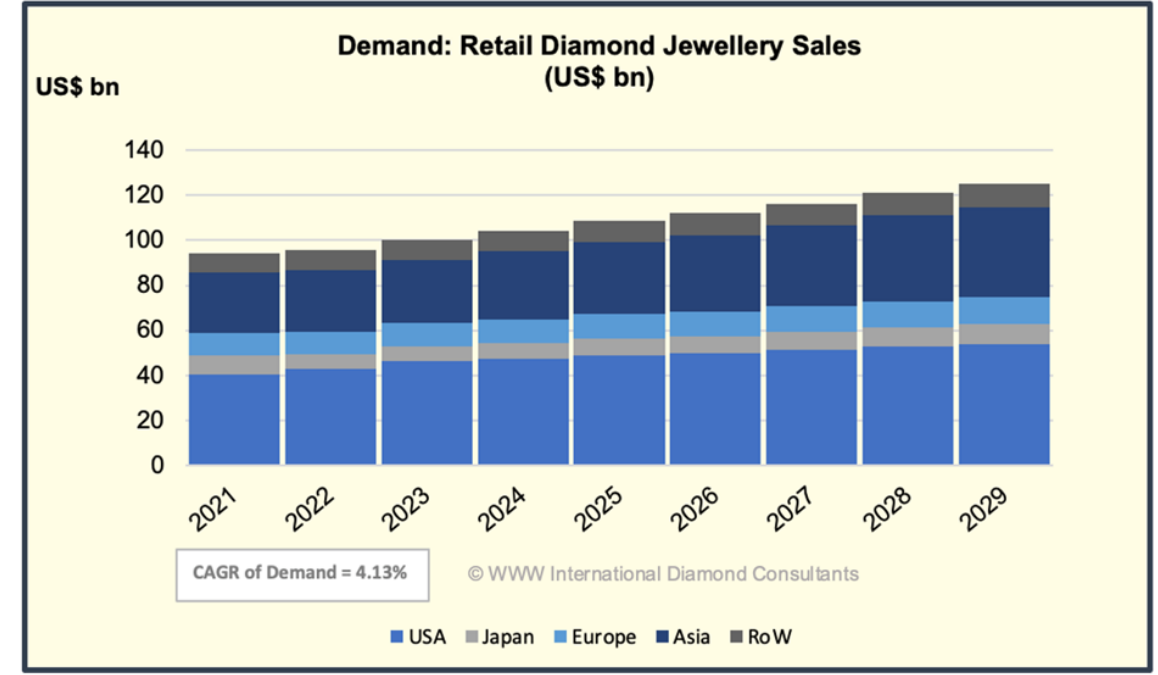 Demand: Retail Diamond Jewellery Sales
(US$ bn)
US$ bn
140
120
100
80
60
40
20
0
2021 2022 2023 2024 2025 2026 2027 2028 2029
CAGR of Demand = 4.13%
© WWW International Diamond Consultants
USA Japan Europe Asia RoW